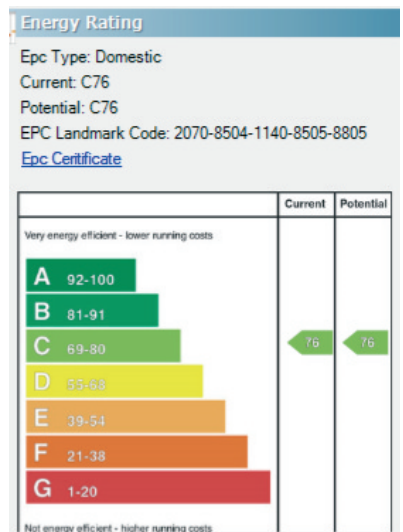 Energy Rating
Epc Type: Domestic
Current: C76
Potential: C76
EPC Landmark Code: 2070-8504-1140-8505-8805
Epc Ceritificate
Current Potential
Very energy efficient - lower running costs
A 92-100
B 81-91
C 69-80 76 76
D 55-68
E 39-54
F 21-38
G 1-20
Not energy efficient - higher running costs